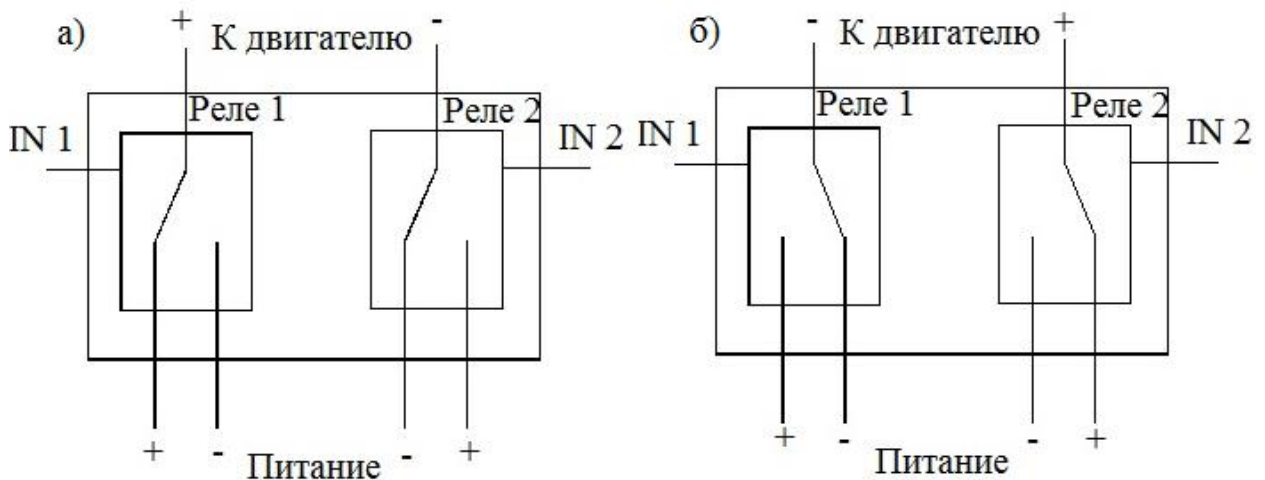 а)
+ К двигателю -
Реле 1 Реле 2
IN 1 IN 2
+ - Питание - +
б)
- К двигателю +
Реле 1 Реле 2
IN 1 IN 2
+ - Питание - +